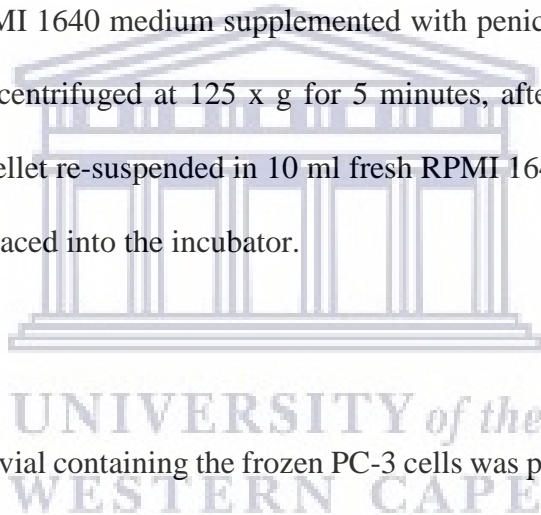 MI 1640 medium supplemented with penic
centrifuged at 125 x g for 5 minutes, afte
ellet re-suspended in 10 ml fresh RPMI 164
aced into the incubator.
UNIVERSITY of the
vial containing the frozen PC-3 cells was p
WESTERN CAPE